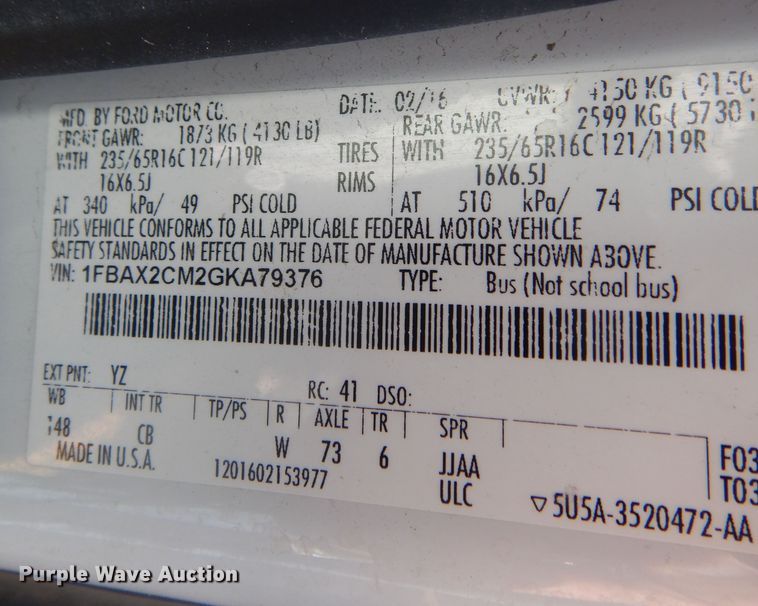 MFD. BY FORD MOTOR CO. DATE: 02/16 GVWR: 4150 KG ( 9150
FRONT GAWR: 1873 KG ( 4130 LB) REAR GAWR: 2599 KG ( 5730
WITH 235/65R16C 121/119R TIRES WITH 235/65R16C 121/119R
16X6.5J RIMS 16X6.5J
AT 340 kPa/ 49 PSI COLD AT 510 kPa/ 74 PSI COLD
THIS VEHICLE CONFORMS TO ALL APPLICABLE FEDERAL MOTOR VEHICLE
SAFETY STANDARDS IN EFFECT ON THE DATE OF MANUFACTURE SHOWN ABOVE.
VIN: 1FBAX2CM2GKA79376 TYPE: Bus (Not school bus)
EXT PNT: YZ RC: 41 DSO:
WB INT TR TP/PS R AXLE TR SPR
148 CB W 73 6 JJAA F03
MADE IN U.S.A. 1201602153977 ULC T03
▽5U5A-3520472-AA
Purple Wave Auction